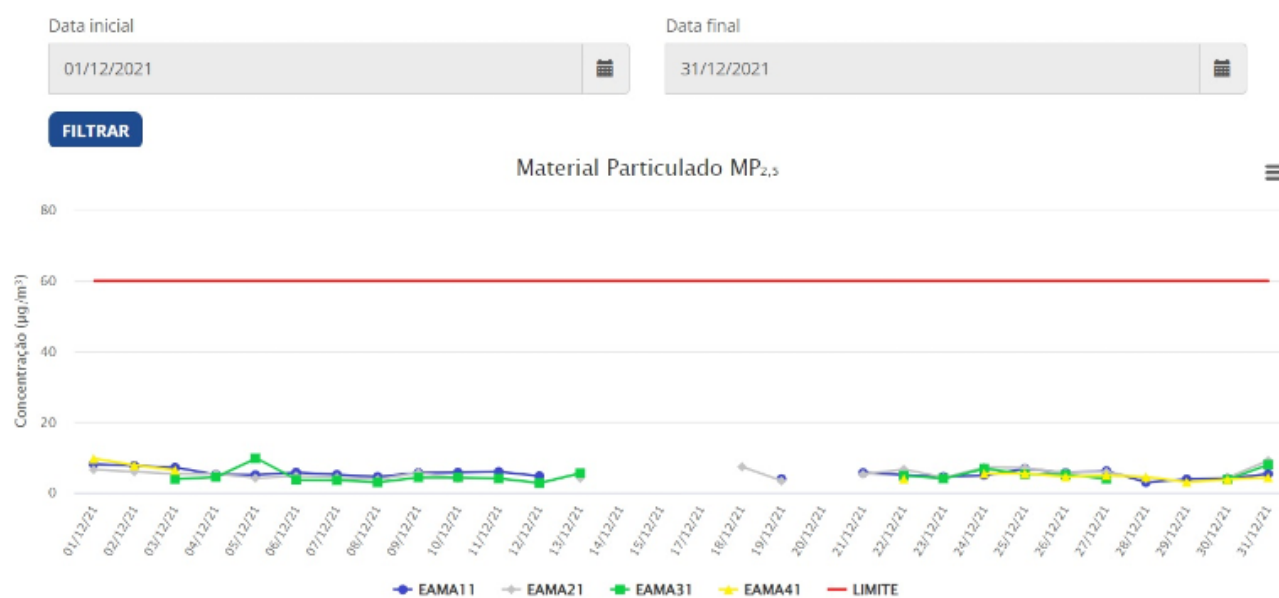 Data inicial
Data final
01/12/2021
31/12/2021
FILTRAR
Material Particulado MP₂,₅
80
60
40
20
0
Concentração (µg/m³)
01/12/21 02/12/21 03/12/21 04/12/21 05/12/21 06/12/21 07/12/21 08/12/21 09/12/21 10/12/21 11/12/21 12/12/21 13/12/21 14/12/21 15/12/21 17/12/21 18/12/21 19/12/21 20/12/21 21/12/21 22/12/21 23/12/21 24/12/21 25/12/21 26/12/21 27/12/21 28/12/21 29/12/21 30/12/21 31/12/21
EAMA11 EAMA21 EAMA31 EAMA41 LIMITE